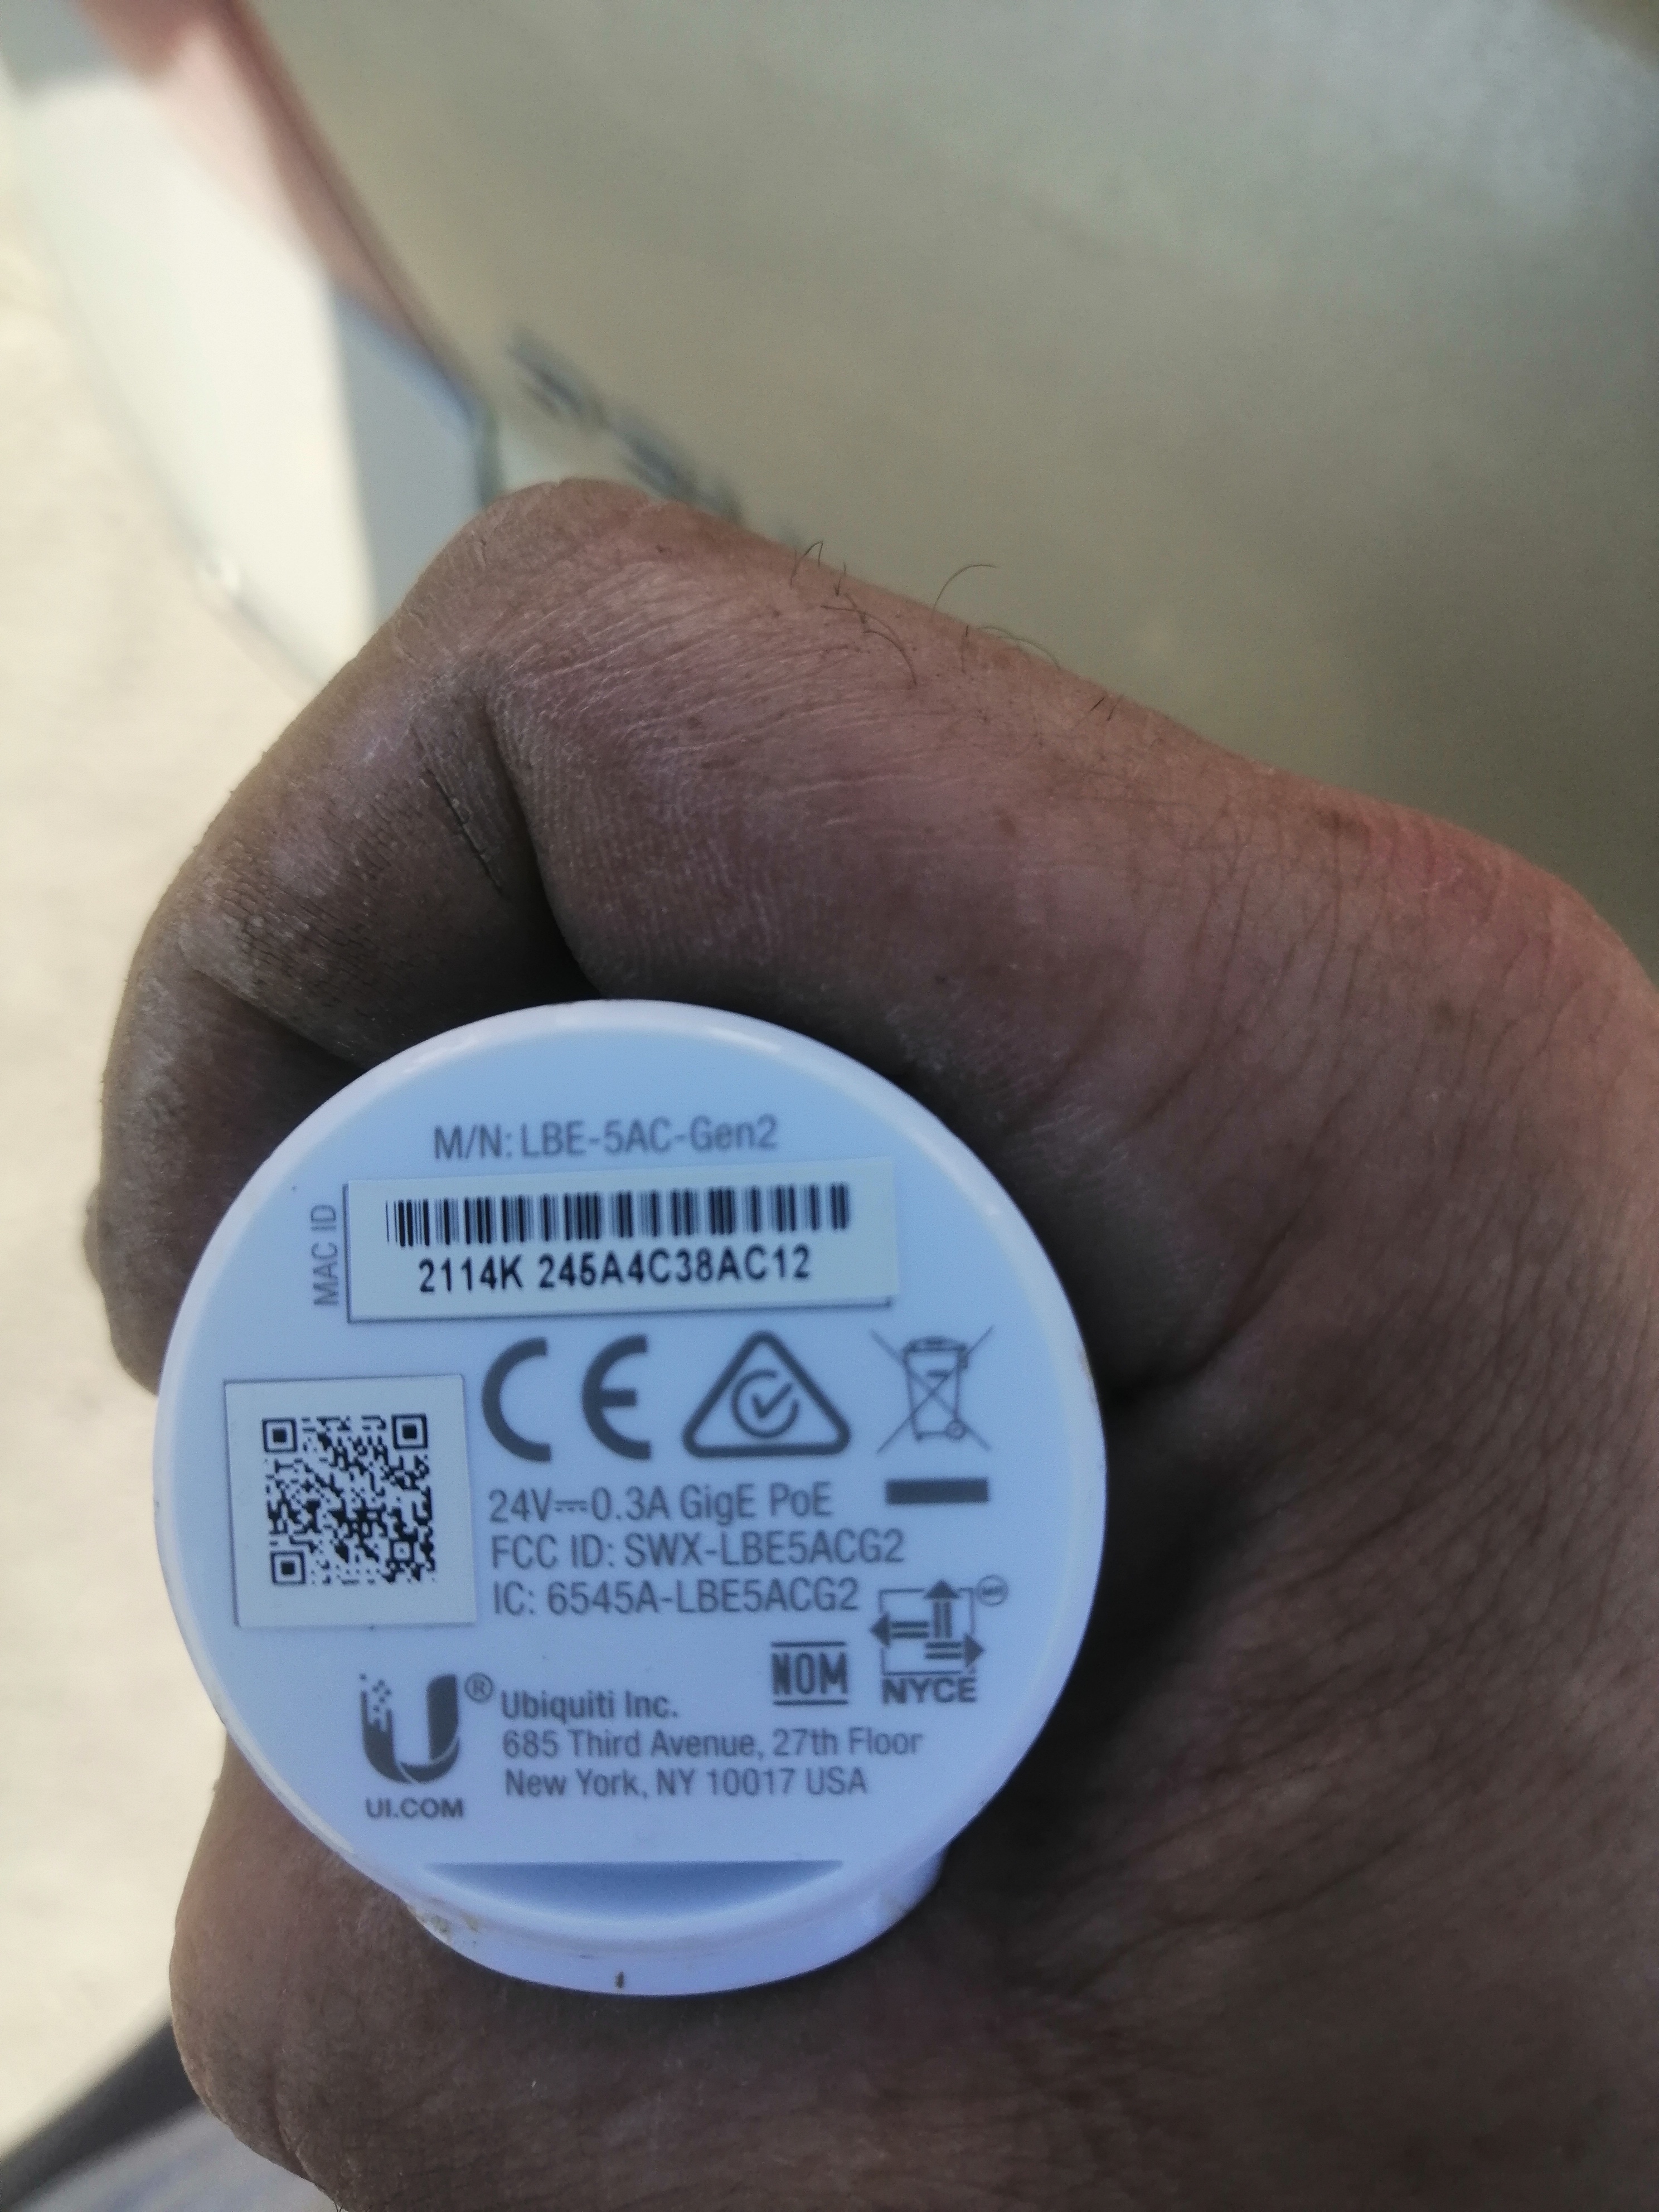 M/N: LBE-5AC-Gen2
MAC ID
2114K 245A4C38AC12
CE
24V⎓0.3A GigE PoE
FCC ID: SWX-LBE5ACG2
IC: 6545A-LBE5ACG2
NOM
NYCE
UI.COM
® Ubiquiti Inc.
685 Third Avenue, 27th Floor
New York, NY 10017 USA